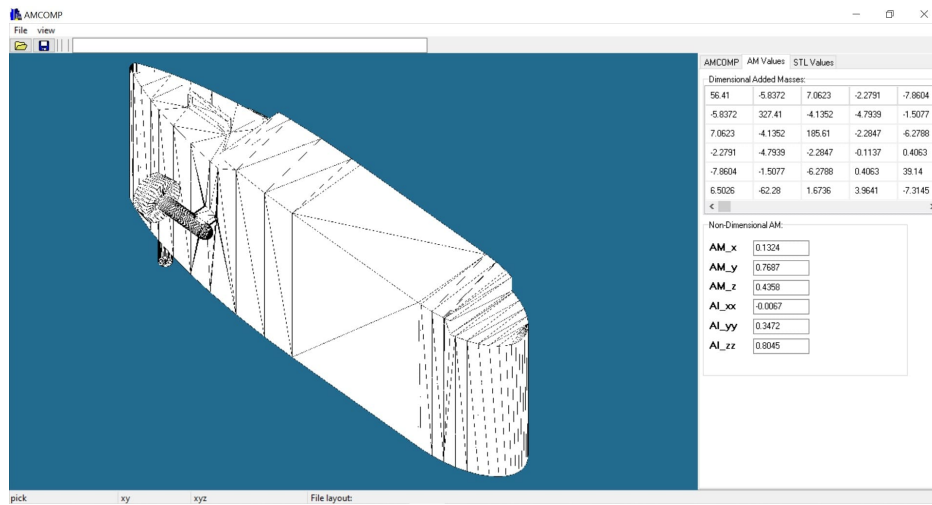 AMCOMP
File view
AMCOMP AM Values STL Values
Dimensional Added Masses:
56.41 -5.8372 7.0623 -2.2791 -7.8604
-5.8372 327.41 -4.1352 -4.7939 -1.5077
7.0623 -4.1352 185.61 -2.2847 -6.2788
-2.2791 -4.7939 -2.2847 -0.1137 0.4063
-7.8604 -1.5077 -6.2788 0.4063 39.14
6.5026 -62.28 1.6736 3.9641 -7.3145
Non-Dimensional AM:
AM_x 0.1324
AM_y 0.7687
AM_z 0.4358
AI_xx -0.0067
AI_yy 0.3472
AI_zz 0.8045
pick xy xyz File layout: